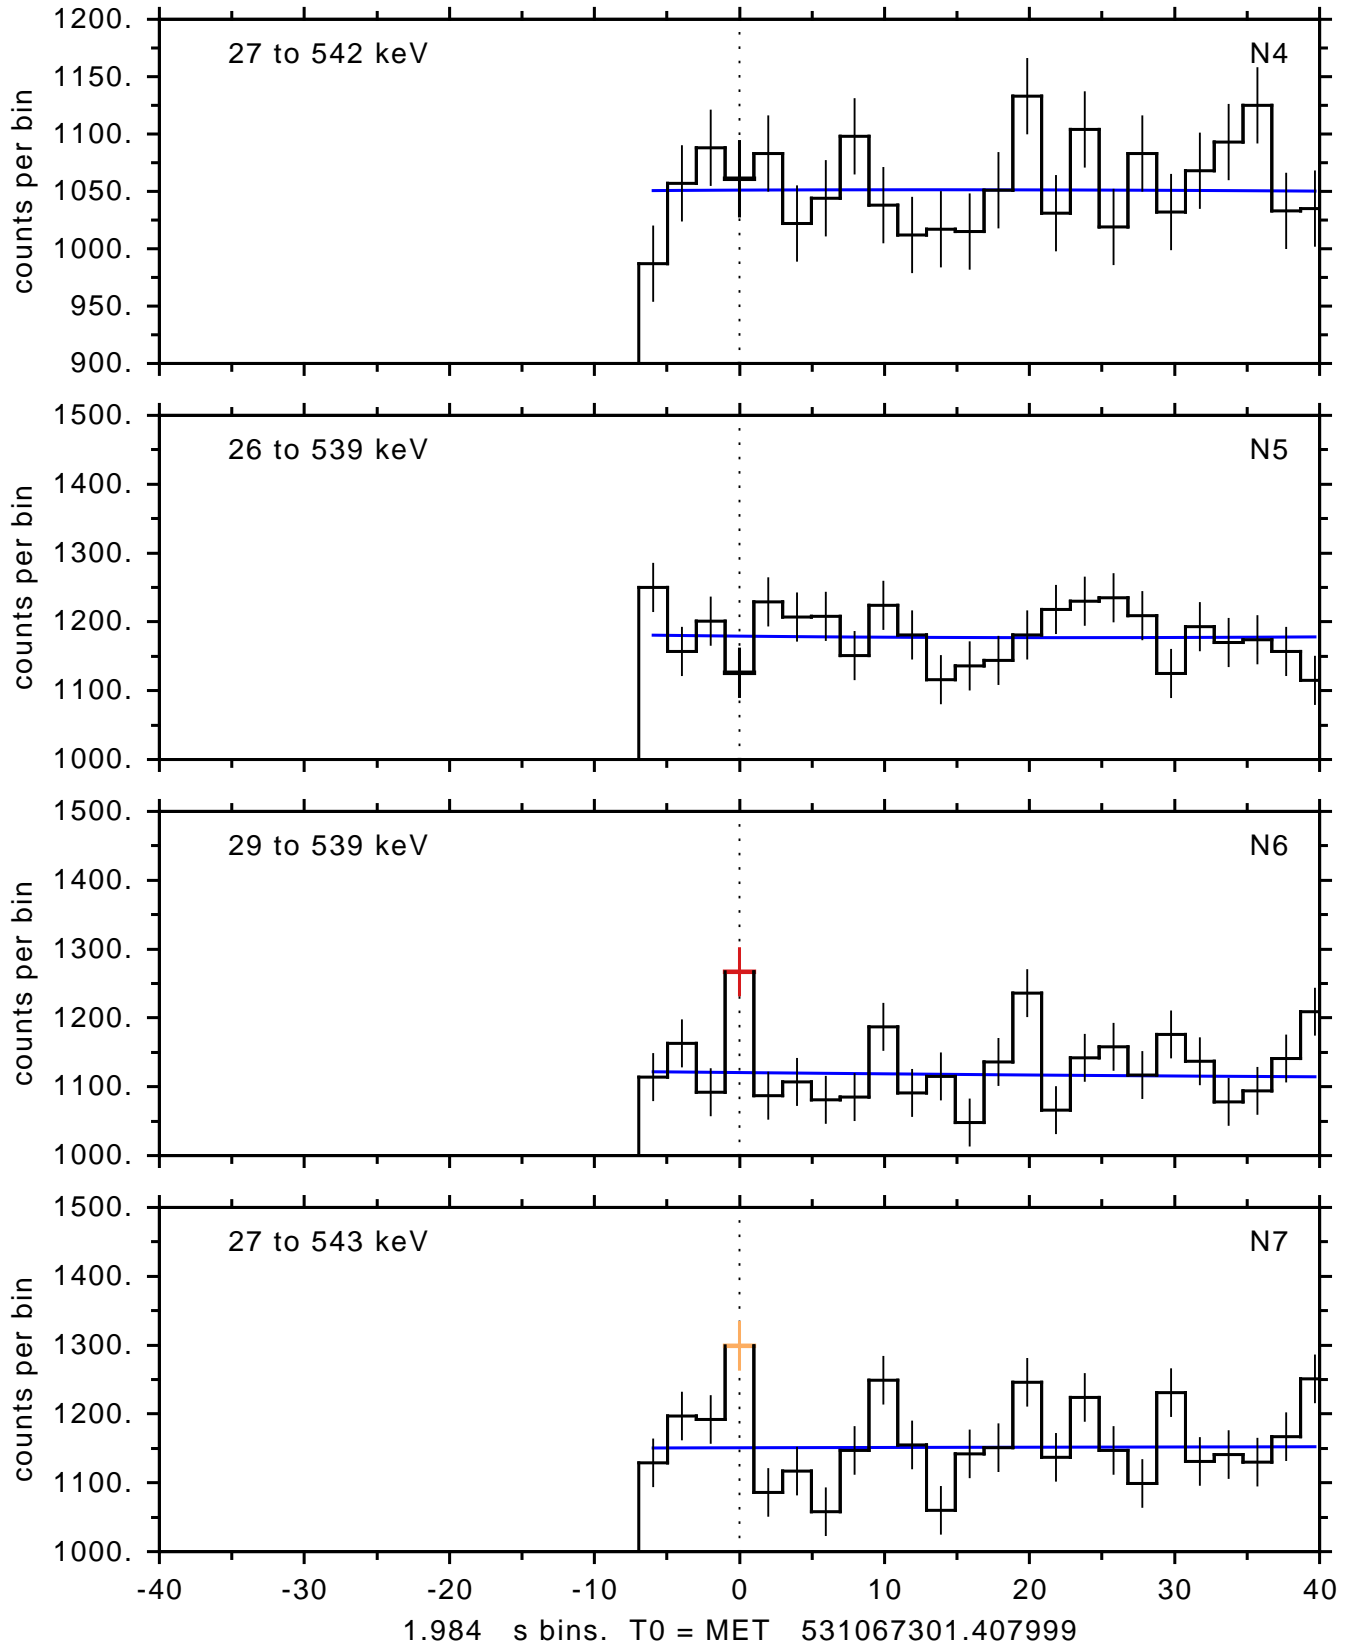 1200.
1150.
1100.
1050.
1000.
950.
900.
counts per bin
27 to 542 keV
N4
1500.
1400.
1300.
1200.
1100.
1000.
counts per bin
26 to 539 keV
N5
1500.
1400.
1300.
1200.
1100.
1000.
counts per bin
29 to 539 keV
N6
1500.
1400.
1300.
1200.
1100.
1000.
counts per bin
27 to 543 keV
N7
-40 -30 -20 -10 0 10 20 30 40
1.984 s bins. T0 = MET 531067301.407999